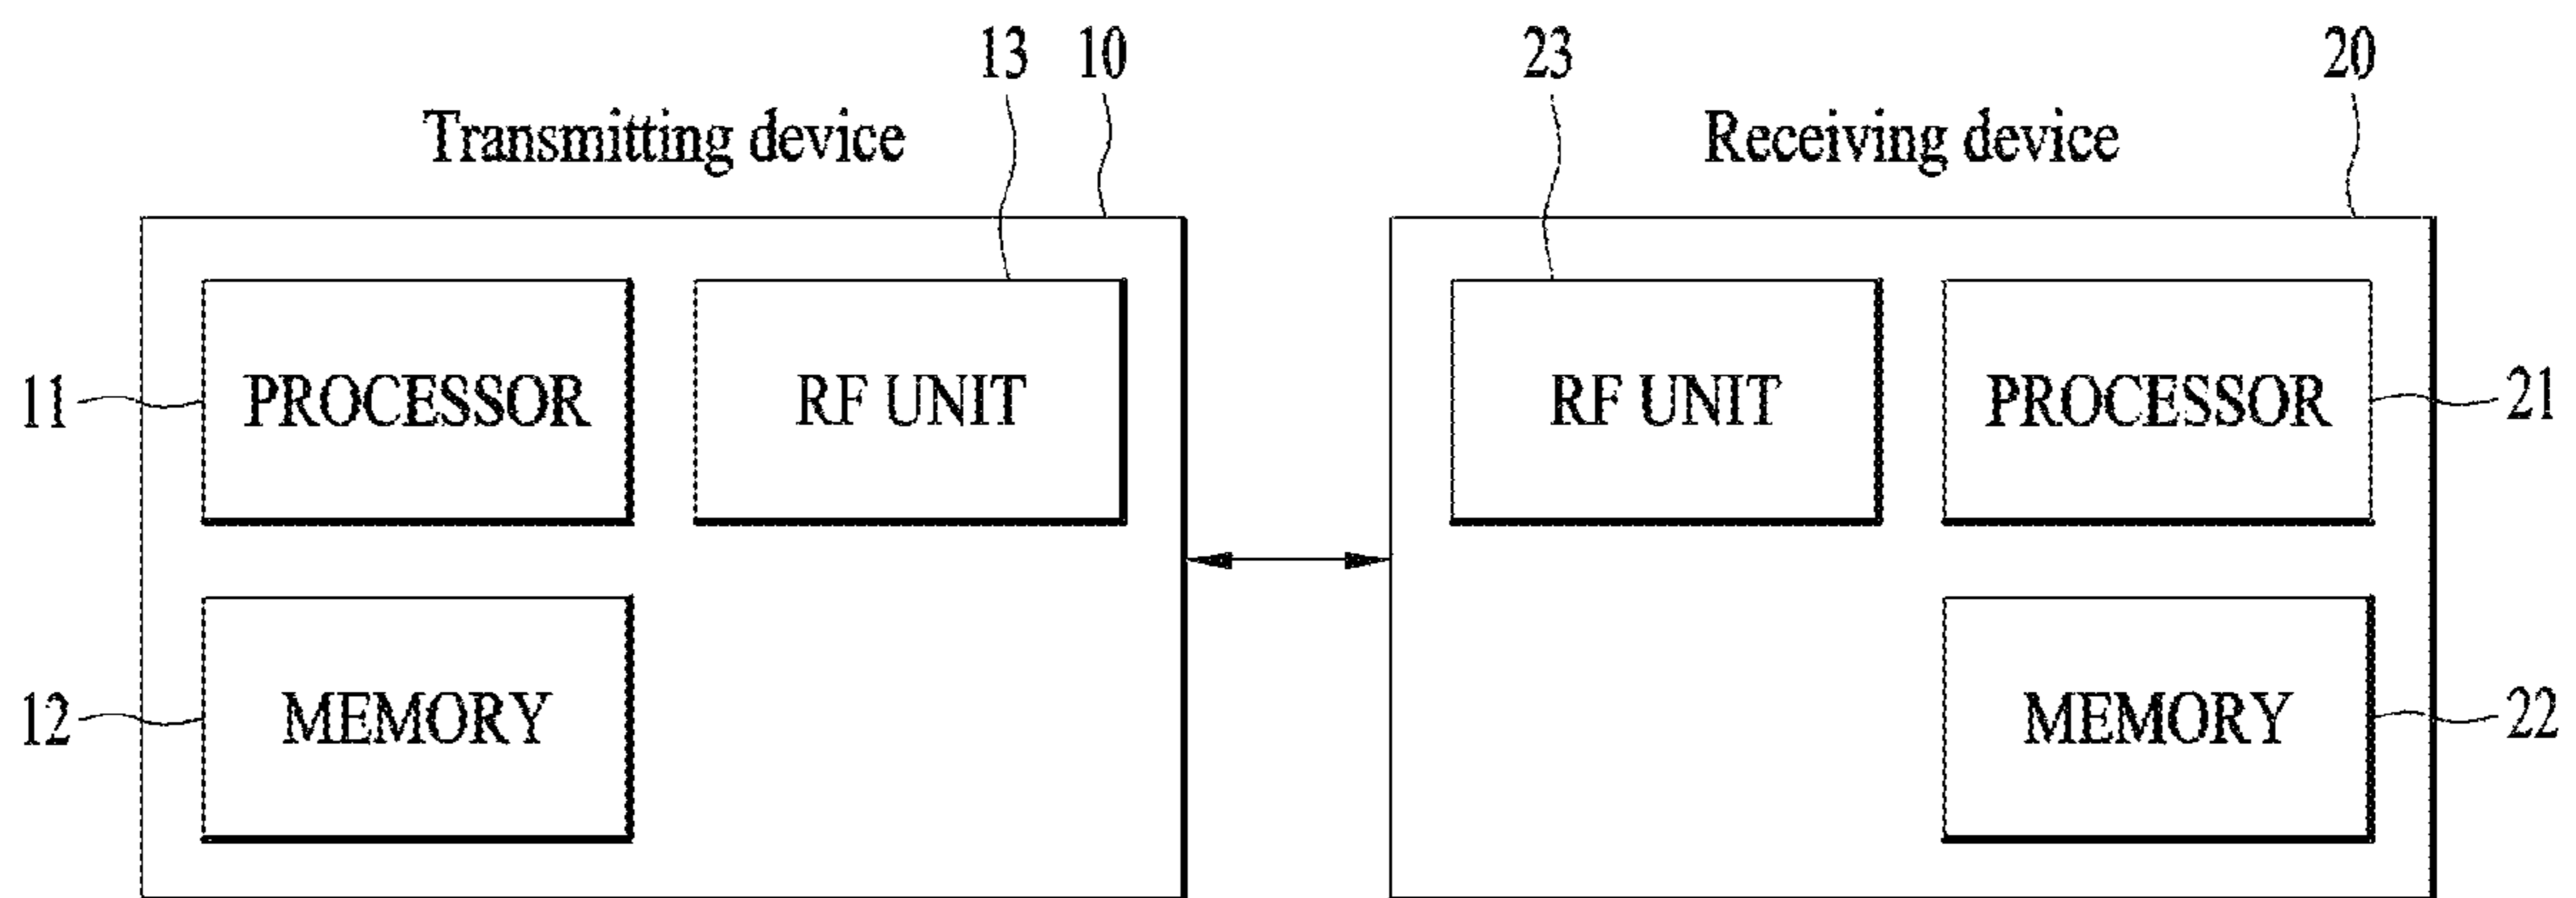 13 10 23 20
Transmitting device Receiving device
11 PROCESSOR RF UNIT RF UNIT PROCESSOR 21
12 MEMORY MEMORY 22